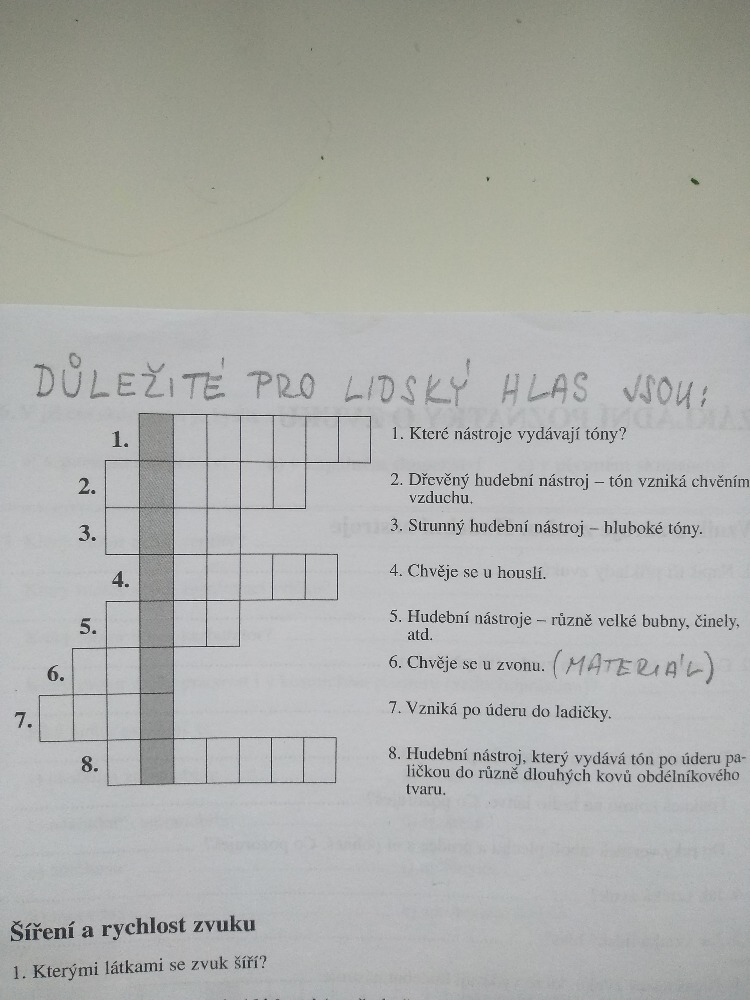 DŮLEŽITÉ PRO LIDSKÝ HLAS JSOU:
1.
2.
3.
4.
5.
6.
7.
8.
1. Které nástroje vydávají tóny?
2. Dřevěný hudební nástroj – tón vzniká chvěním
vzduchu.
3. Strunný hudební nástroj – hluboké tóny.
4. Chvěje se u houslí.
5. Hudební nástroje – různě velké bubny, činely,
atd.
6. Chvěje se u zvonu. (MATERIÁL)
7. Vzniká po úderu do ladičky.
8. Hudební nástroj, který vydává tón po úderu pa-
ličkou do různě dlouhých kovů obdélníkového
tvaru.
Šíření a rychlost zvuku
1. Kterými látkami se zvuk šíří?